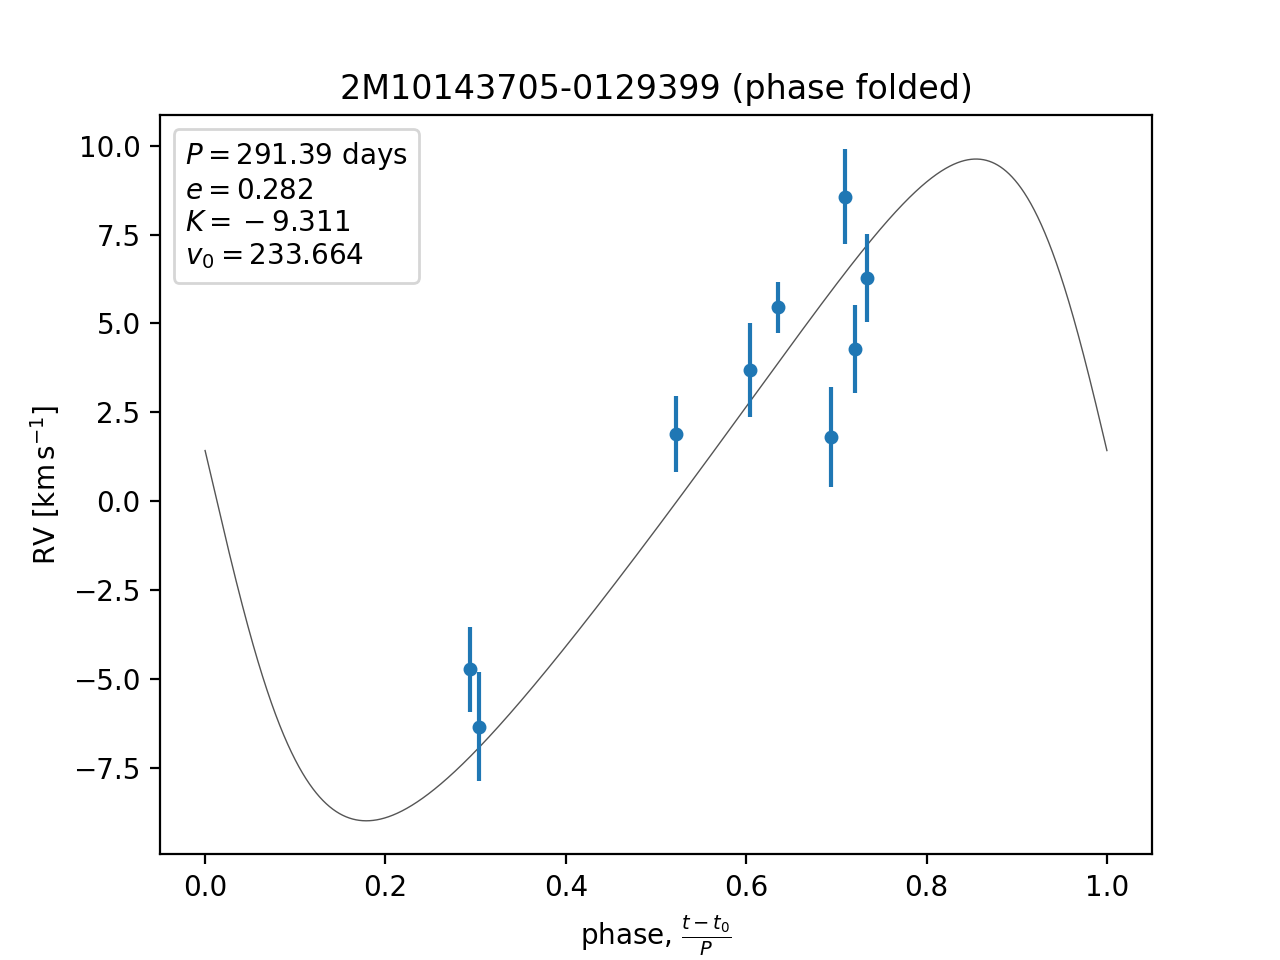 2M10143705-0129399 (phase folded)
P = 291.39 days
e = 0.282
K = −9.311
v₀ = 233.664
RV [km s⁻¹]
10.0
7.5
5.0
2.5
0.0
−2.5
−5.0
−7.5
0.0 0.2 0.4 0.6 0.8 1.0
phase, (t − t₀)/P